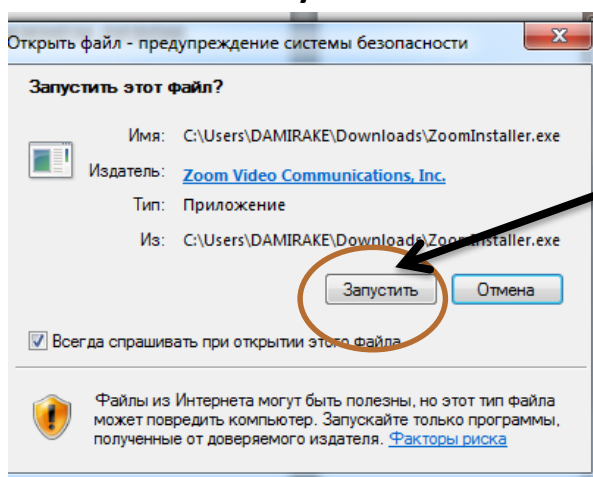 Открыть файл - предупреждение системы безопасности
Запустить этот файл?
Имя: C:\Users\DAMIRAKE\Downloads\ZoomInstaller.exe
Издатель: Zoom Video Communications, Inc.
Тип: Приложение
Из: C:\Users\DAMIRAKE\Downloads\ZoomInstaller.exe
Запустить Отмена
Всегда спрашивать при открытии этого файла
Файлы из Интернета могут быть полезны, но этот тип файла
может повредить компьютер. Запускайте только программы,
полученные от доверяемого издателя. Факторы риска